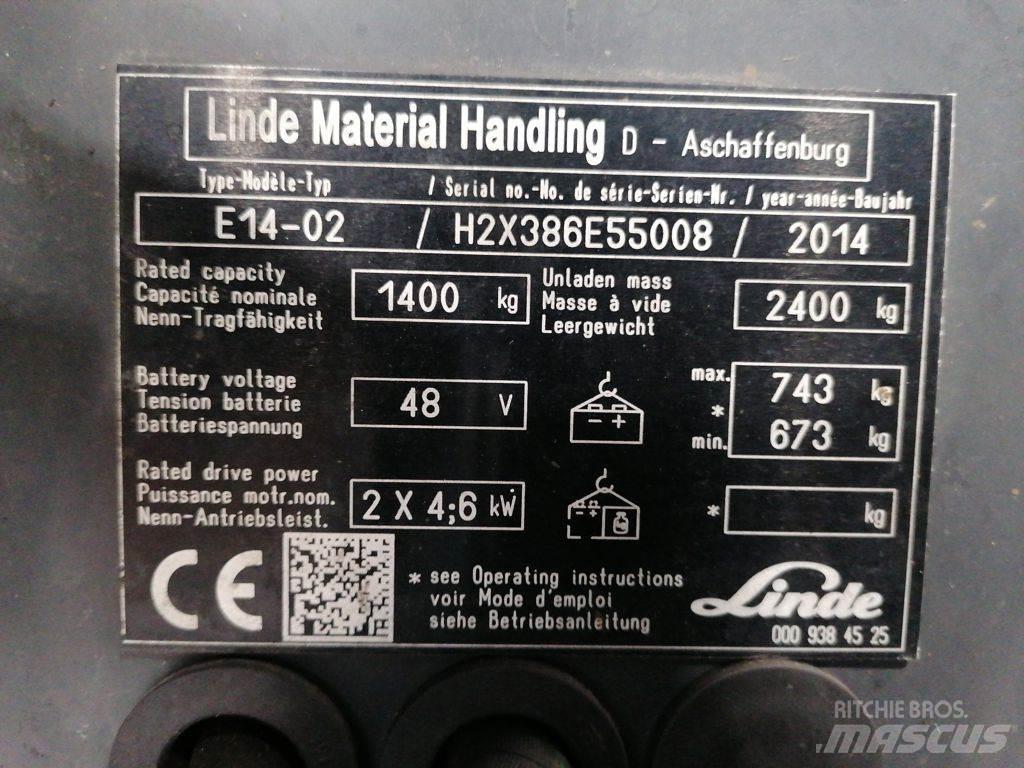 Linde Material Handling D - Aschaffenburg
Type-Modèle-Typ / Serial no.-No. de série-Serien-Nr. / year-année-Baujahr
E14-02 / H2X386E55008 / 2014
Rated capacity
Capacité nominale
Nenn-Tragfähigkeit
1400 kg
Unladen mass
Masse à vide
Leergewicht
2400 kg
Battery voltage
Tension batterie
Batteriespannung
48 V
- +
max. 743 kg
*
min. 673 kg
Rated drive power
Puissance motr.nom.
Nenn-Antriebsleist.
2 X 4;6 kW
- +
* kg
CE
* see Operating instructions
voir Mode d'emploi
siehe Betriebsanleitung
Linde
000 938 45 25
RITCHIE BROS.
MASCUS